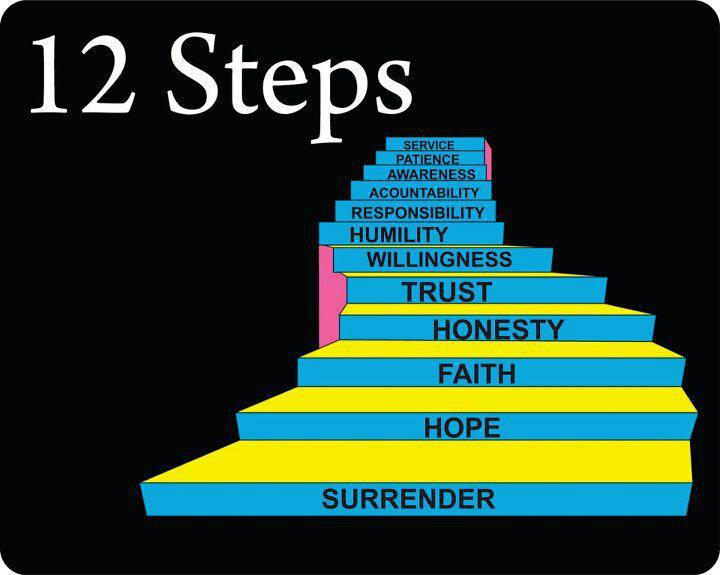 12 Steps
SERVICE
PATIENCE
AWARENESS
ACOUNTABILITY
RESPONSIBILITY
HUMILITY
WILLINGNESS
TRUST
HONESTY
FAITH
HOPE
SURRENDER